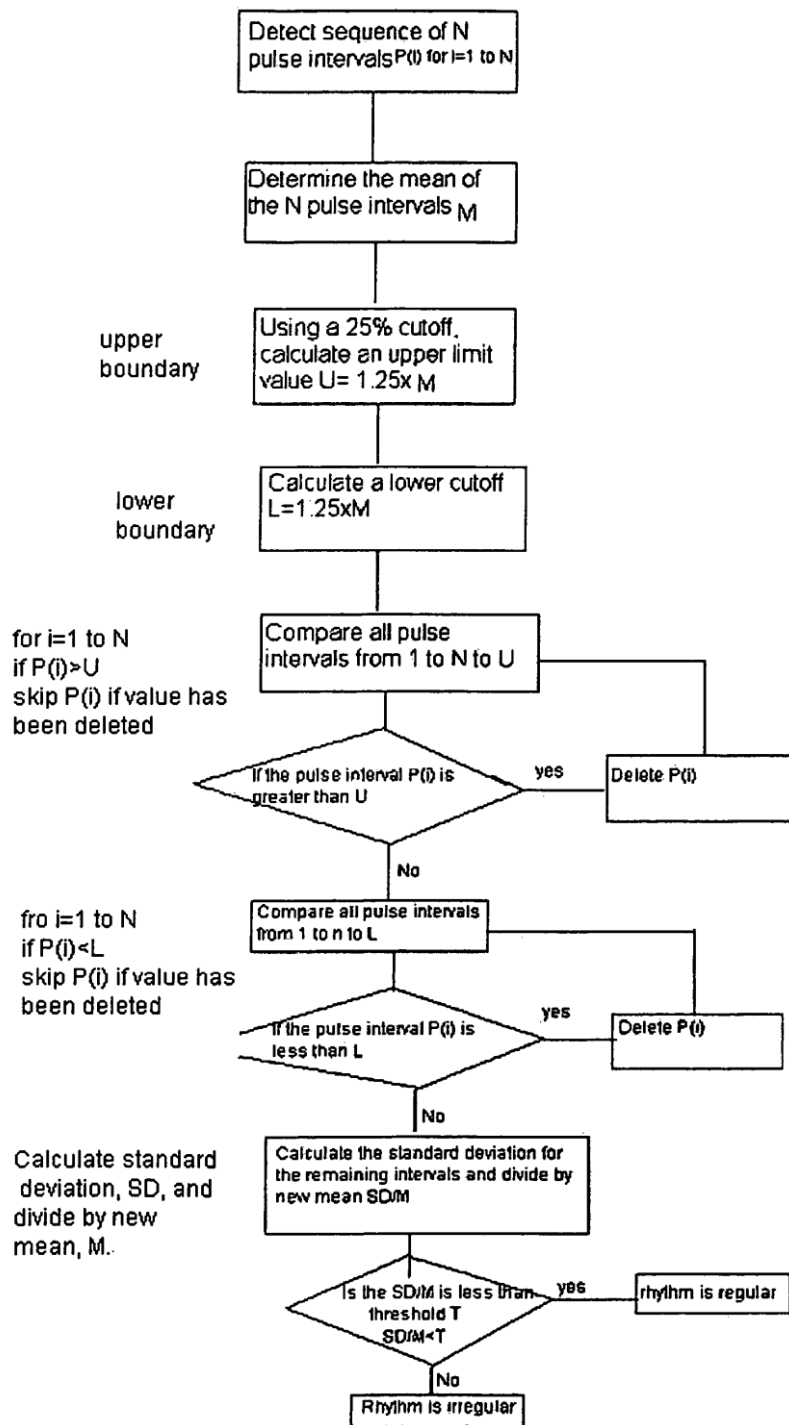 Detect sequence of N
pulse intervals P(i) for i=1 to N
Determine the mean of
the N pulse intervals M
upper
boundary
Using a 25% cutoff,
calculate an upper limit
value U= 1.25x M
lower
boundary
Calculate a lower cutoff
L=1.25xM
for i=1 to N
if P(i)>U
skip P(i) if value has
been deleted
Compare all pulse
intervals from 1 to N to U
If the pulse interval P(i) is
greater than U
yes
Delete P(i)
No
fro i=1 to N
if P(i)<L
skip P(i) if value has
been deleted
Compare all pulse intervals
from 1 to n to L
If the pulse interval P(i) is
less than L
yes
Delete P(i)
No
Calculate standard
deviation, SD, and
divide by new
mean, M.
Calculate the standard deviation for
the remaining intervals and divide by
new mean SD/M
Is the SD/M is less than
threshold T
SD/M<T
yes
rhythm is regular
No
Rhythm is irregular